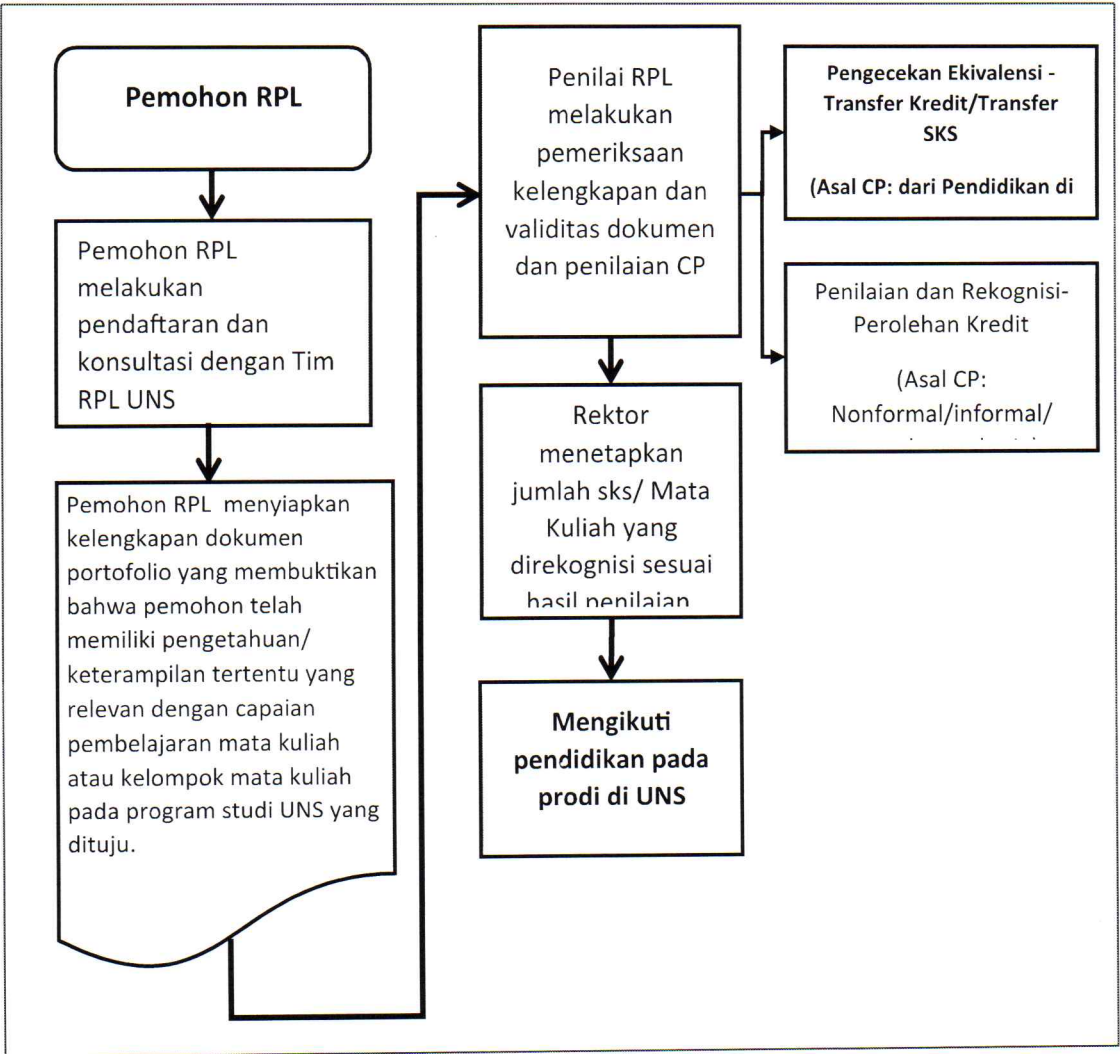 Pemohon RPL
Pemohon RPL
melakukan
pendaftaran dan
konsultasi dengan Tim
RPL UNS
Pemohon RPL menyiapkan
kelengkapan dokumen
portofolio yang membuktikan
bahwa pemohon telah
memiliki pengetahuan/
keterampilan tertentu yang
relevan dengan capaian
pembelajaran mata kuliah
atau kelompok mata kuliah
pada program studi UNS yang
dituju.
Penilai RPL
melakukan
pemeriksaan
kelengkapan dan
validitas dokumen
dan penilaian CP
Rektor
menetapkan
jumlah sks/ Mata
Kuliah yang
direkognisi sesuai
hasil penilaian
Mengikuti
pendidikan pada
prodi di UNS
Pengecekan Ekivalensi -
Transfer Kredit/Transfer
SKS
(Asal CP: dari Pendidikan di
Penilaian dan Rekognisi-
Perolehan Kredit
(Asal CP:
Nonformal/informal/